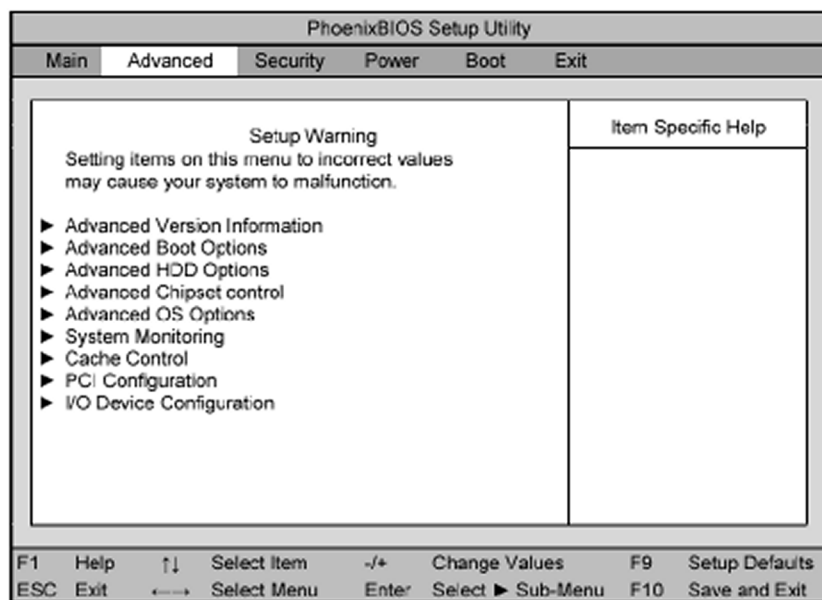 PhoenixBIOS Setup Utility
Main Advanced Security Power Boot Exit
Setup Warning
Setting items on this menu to incorrect values
may cause your system to malfunction.
► Advanced Version Information
► Advanced Boot Options
► Advanced HDD Options
► Advanced Chipset control
► Advanced OS Options
► System Monitoring
► Cache Control
► PCI Configuration
► I/O Device Configuration
Item Specific Help
F1 Help ↑↓ Select Item -/+ Change Values F9 Setup Defaults
ESC Exit ←→ Select Menu Enter Select ► Sub-Menu F10 Save and Exit